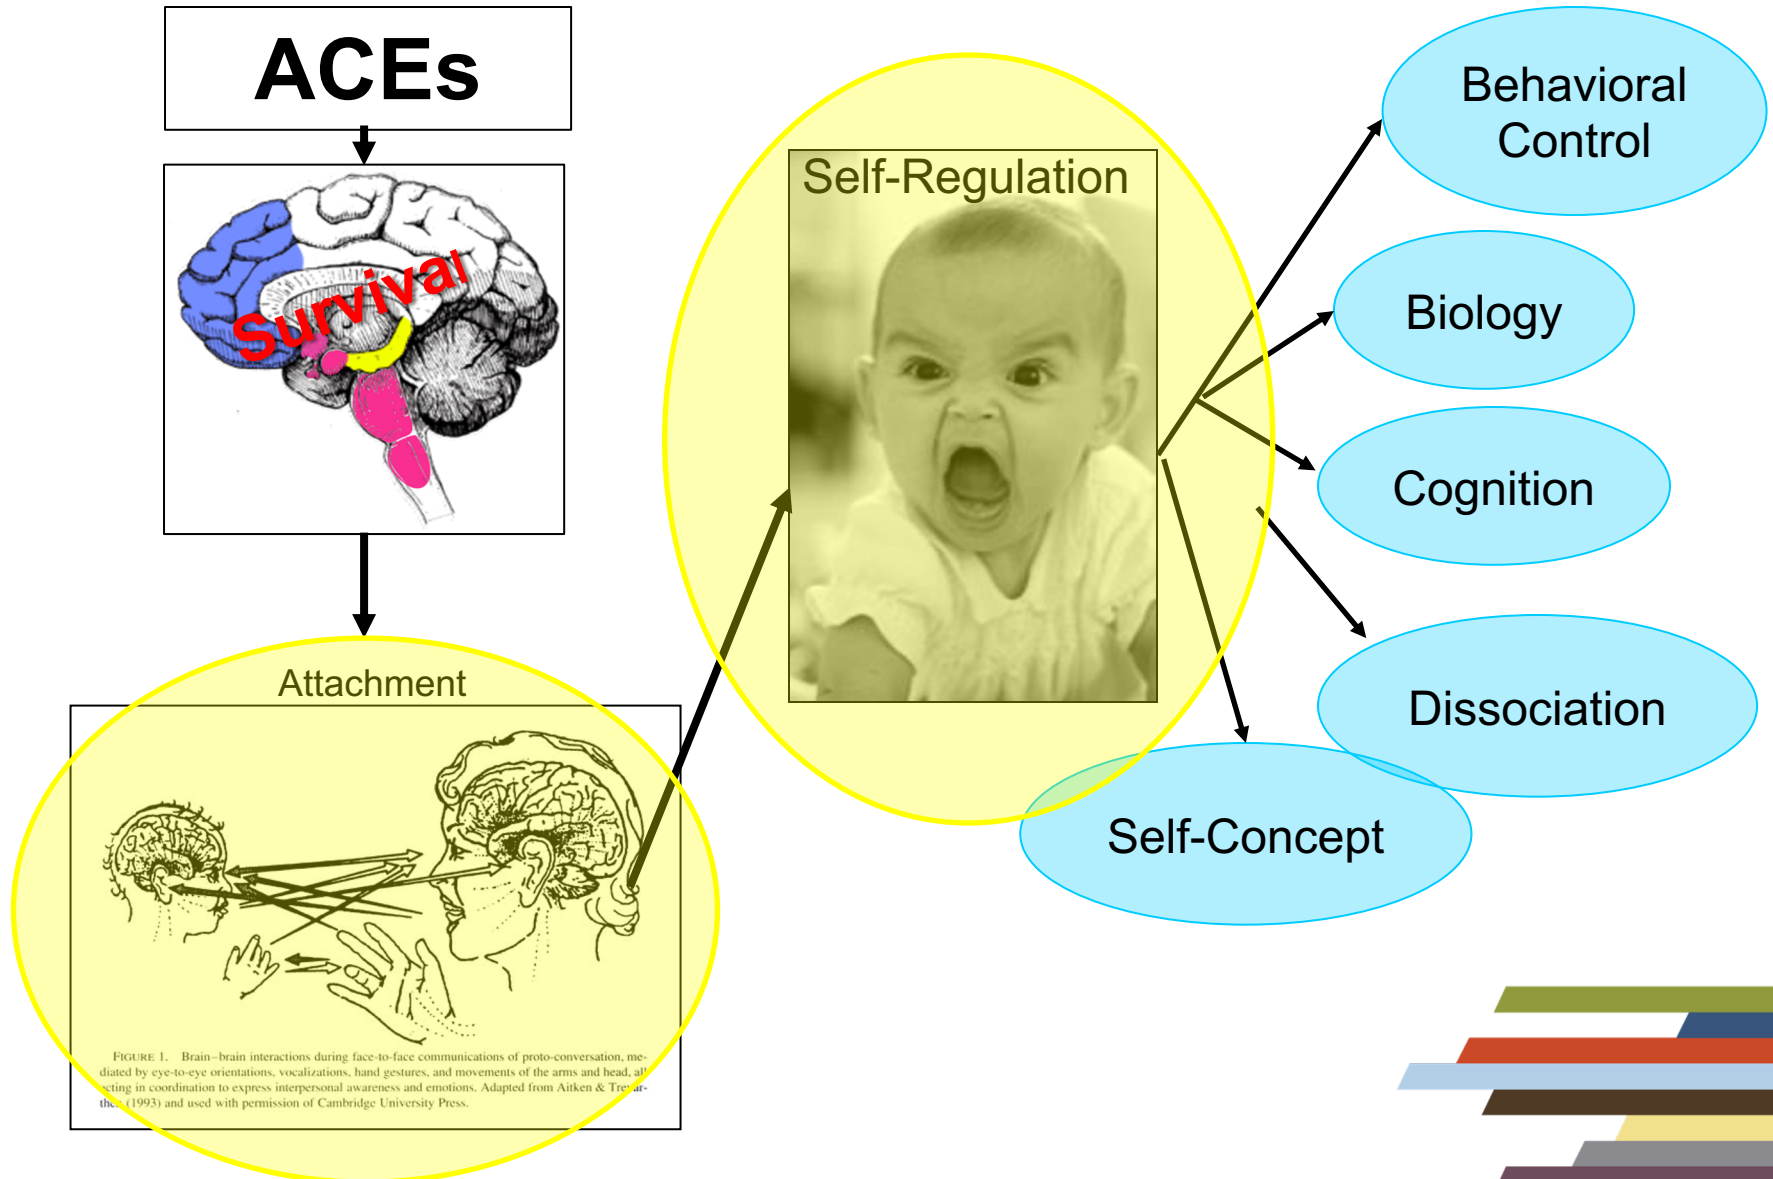 ACEs
Survival
Attachment
FIGURE 1. Brain–brain interactions during face-to-face communications of proto-conversation, me-
diated by eye-to-eye orientations, vocalizations, hand gestures, and movements of the arms and head, all
acting in coordination to express interpersonal awareness and emotions. Adapted from Aitken & Trevar-
then (1993) and used with permission of Cambridge University Press.
Self-Regulation
Behavioral
Control
Biology
Cognition
Dissociation
Self-Concept